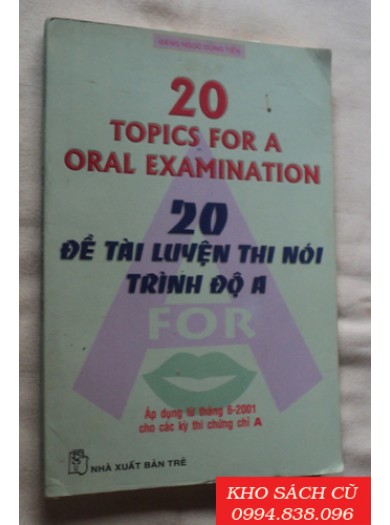 20
TOPICS FOR A
ORAL EXAMINATION
20
ĐỀ TÀI LUYỆN THI NÓI
TRÌNH ĐỘ A
A
FOR
Áp dụng từ tháng 6-2001
cho các kỳ thi chứng chỉ A
NHÀ XUẤT BẢN TRẺ
KHO SÁCH CŨ
0994.838.096